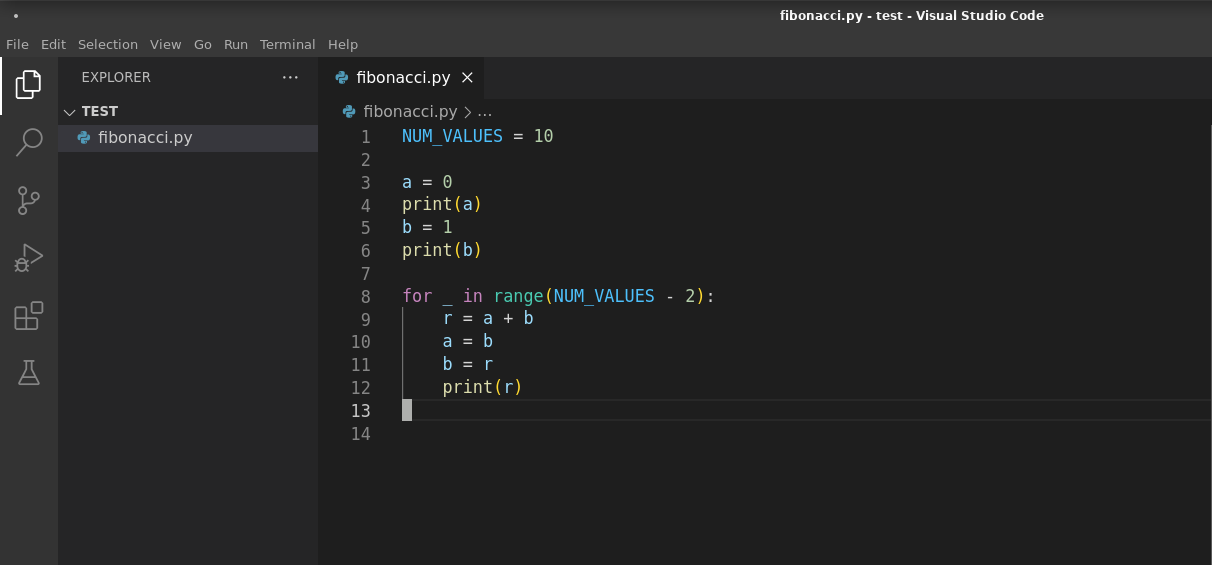 fibonacci.py - test - Visual Studio Code
File Edit Selection View Go Run Terminal Help
EXPLORER ...
TEST
fibonacci.py
fibonacci.py
fibonacci.py > ...
1 NUM_VALUES = 10
2
3 a = 0
4 print(a)
5 b = 1
6 print(b)
7
8 for _ in range(NUM_VALUES - 2):
9     r = a + b
10     a = b
11     b = r
12     print(r)
13
14